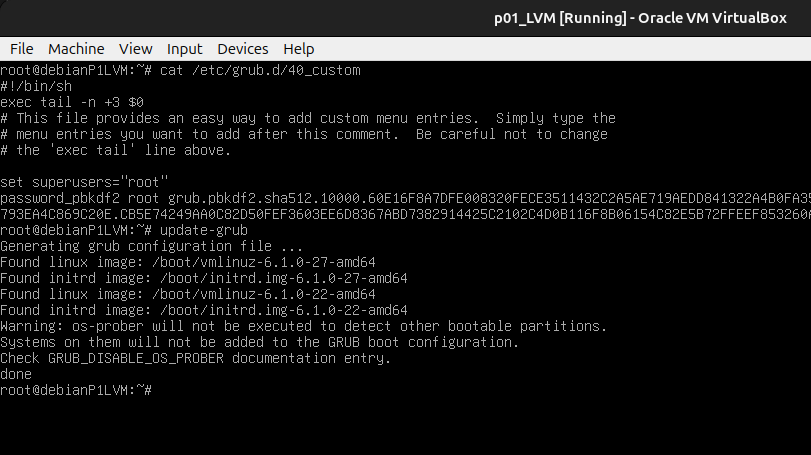 p01_LVM [Running] - Oracle VM VirtualBox
File Machine View Input Devices Help
root@debianP1LVM:~# cat /etc/grub.d/40_custom
#!/bin/sh
exec tail -n +3 $0
# This file provides an easy way to add custom menu entries.  Simply type the
# menu entries you want to add after this comment.  Be careful not to change
# the 'exec tail' line above.
set superusers="root"
password_pbkdf2 root grub.pbkdf2.sha512.10000.60E16F8A7DFE008320FECE3511432C2A5AE719AEDD841322A4B0FA35
793EA4C869C20E.CB5E74249AA0C82D50FEF3603EE6D8367ABD7382914425C2102C4D0B116F8B06154C82E5B72FFEEF853260A
root@debianP1LVM:~# update-grub
Generating grub configuration file ...
Found linux image: /boot/vmlinuz-6.1.0-27-amd64
Found initrd image: /boot/initrd.img-6.1.0-27-amd64
Found linux image: /boot/vmlinuz-6.1.0-22-amd64
Found initrd image: /boot/initrd.img-6.1.0-22-amd64
Warning: os-prober will not be executed to detect other bootable partitions.
Systems on them will not be added to the GRUB boot configuration.
Check GRUB_DISABLE_OS_PROBER documentation entry.
done
root@debianP1LVM:~#